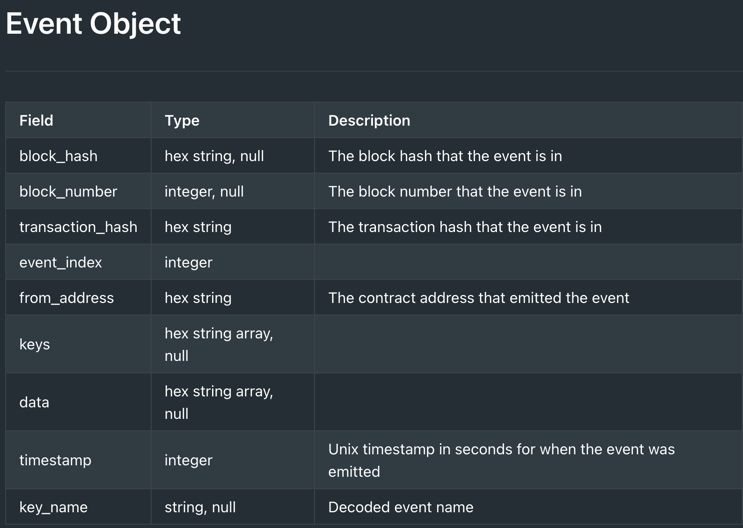 Event Object
Field Type Description
block_hash hex string, null The block hash that the event is in
block_number integer, null The block number that the event is in
transaction_hash hex string The transaction hash that the event is in
event_index integer
from_address hex string The contract address that emitted the event
keys hex string array,
null
data hex string array,
null
timestamp integer Unix timestamp in seconds for when the event was
emitted
key_name string, null Decoded event name